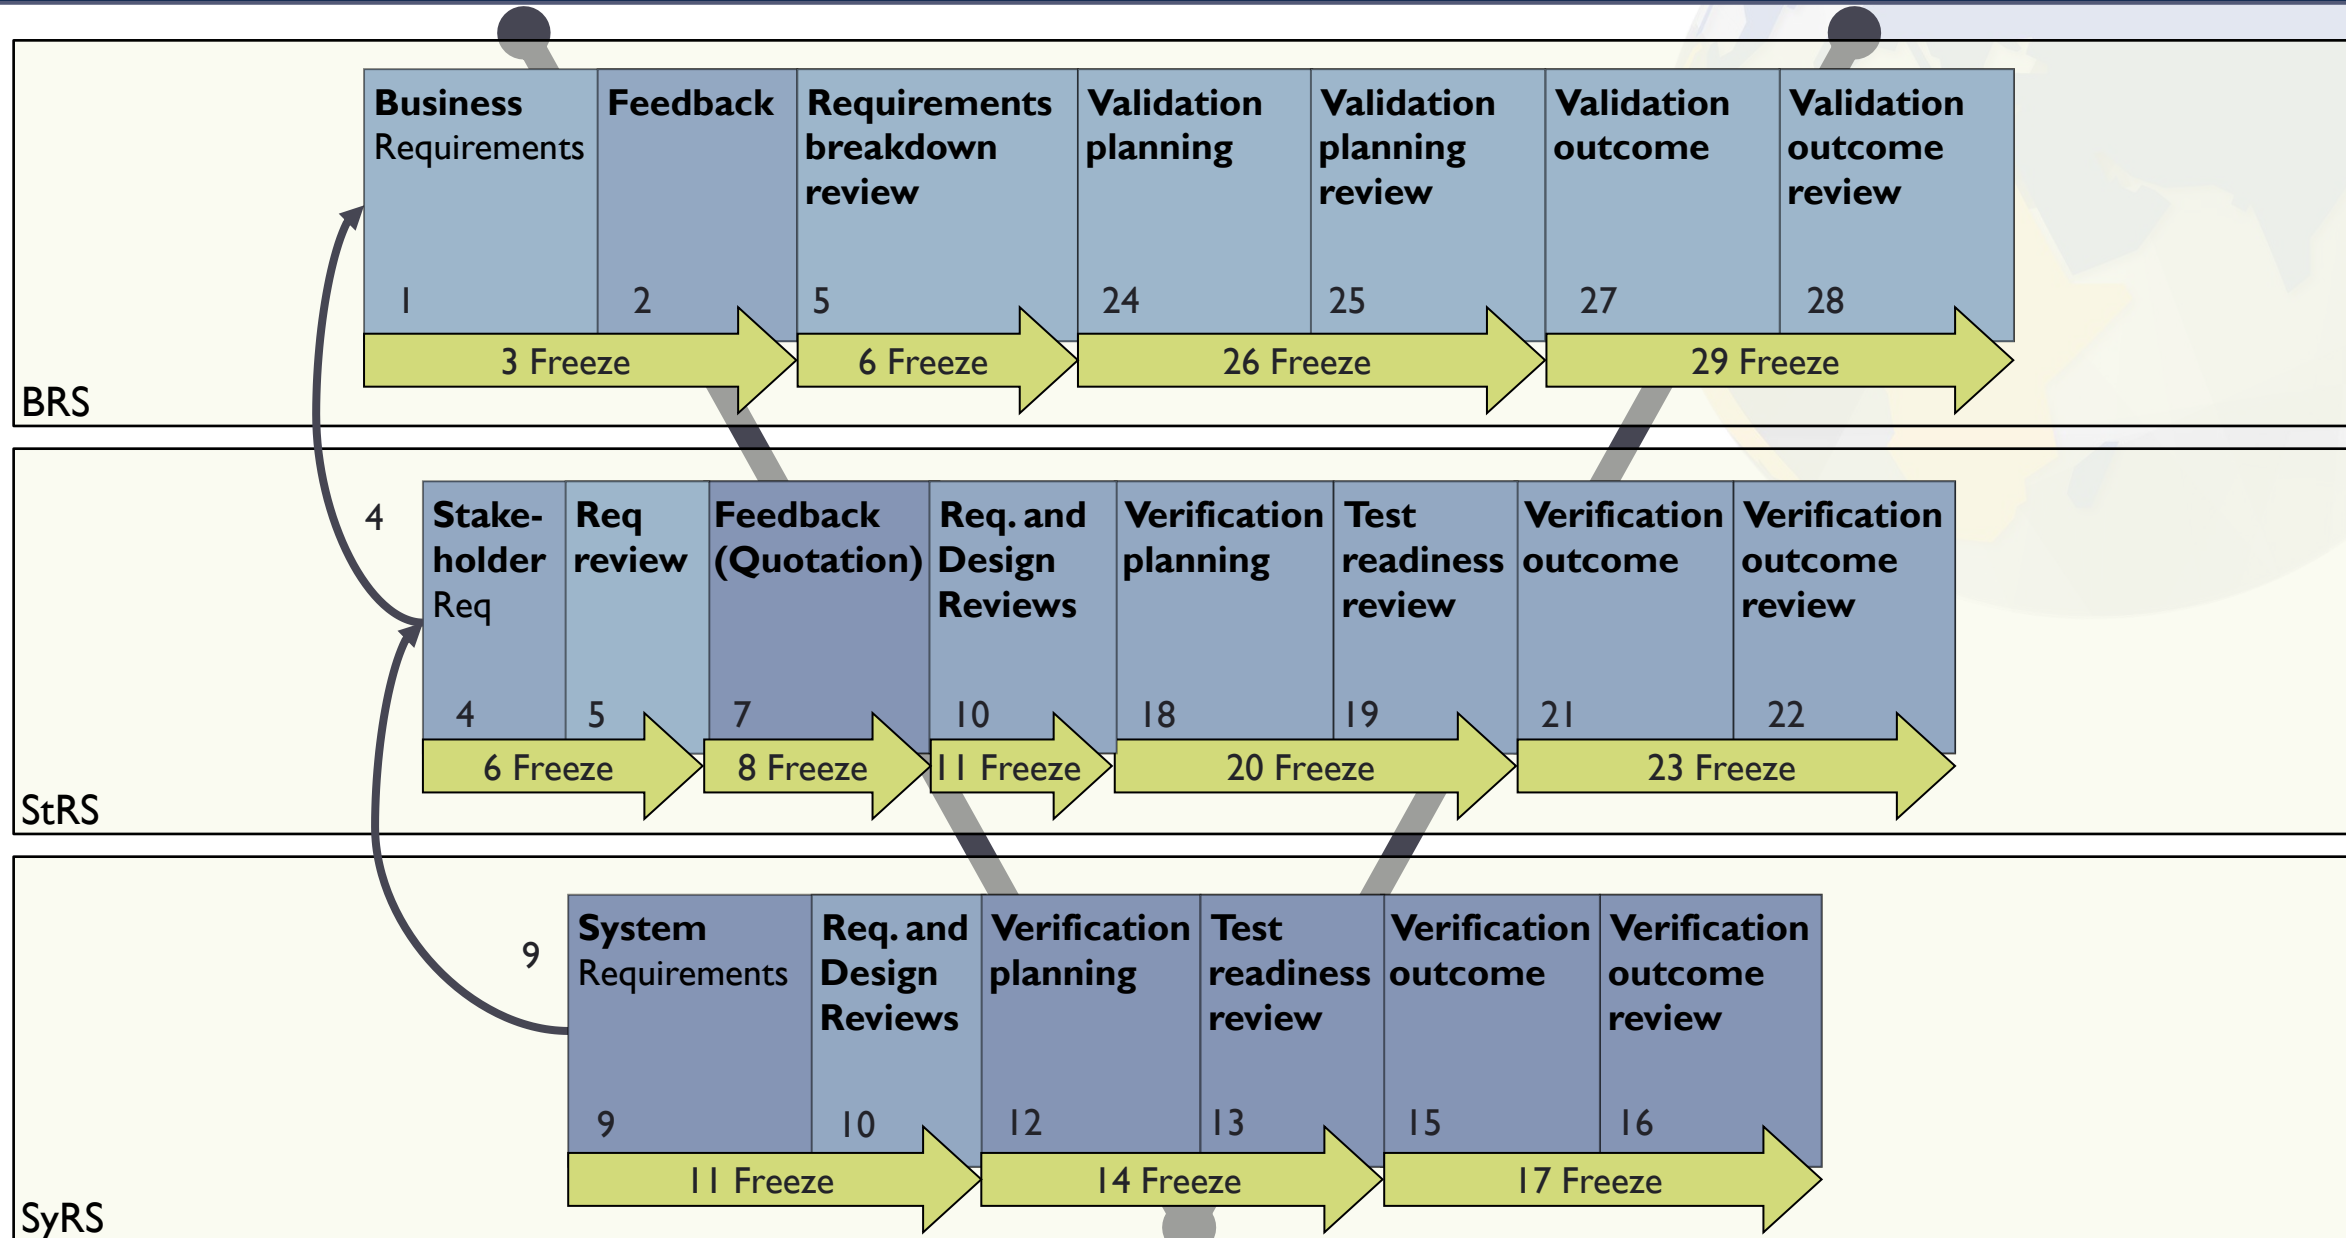 Business
Requirements
1
Feedback
2
Requirements
breakdown
review
5
Validation
planning
24
Validation
planning
review
25
Validation
outcome
27
Validation
outcome
review
28
3 Freeze
6 Freeze
26 Freeze
29 Freeze
BRS
4
Stake-
holder
Req
4
Req
review
5
Feedback
(Quotation)
7
Req. and
Design
Reviews
10
Verification
planning
18
Test
readiness
review
19
Verification
outcome
21
Verification
outcome
review
22
6 Freeze
8 Freeze
11 Freeze
20 Freeze
23 Freeze
StRS
9
System
Requirements
9
Req. and
Design
Reviews
10
Verification
planning
12
Test
readiness
review
13
Verification
outcome
15
Verification
outcome
review
16
11 Freeze
14 Freeze
17 Freeze
SyRS